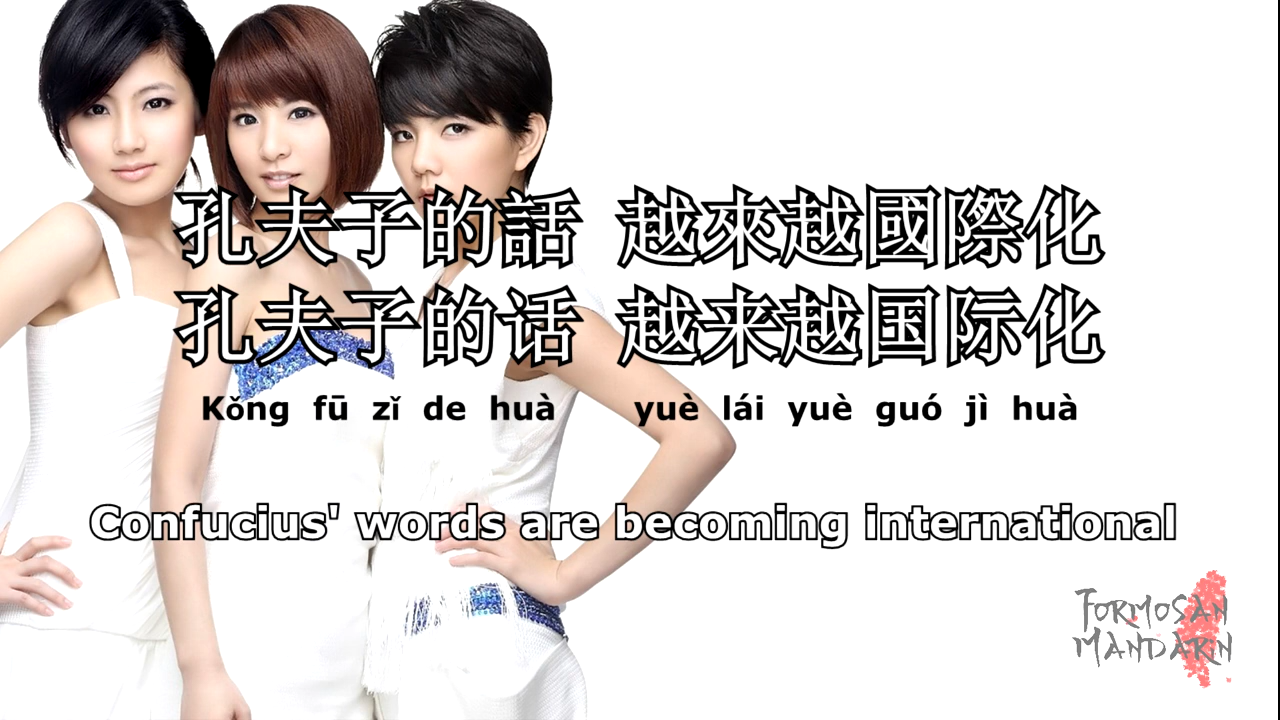 孔夫子的話 越來越國際化
孔夫子的话 越来越国际化
Kǒng fū zǐ de huà yuè lái yuè guó jì huà
Confucius' words are becoming international
FORMOSAN
MANDARIN